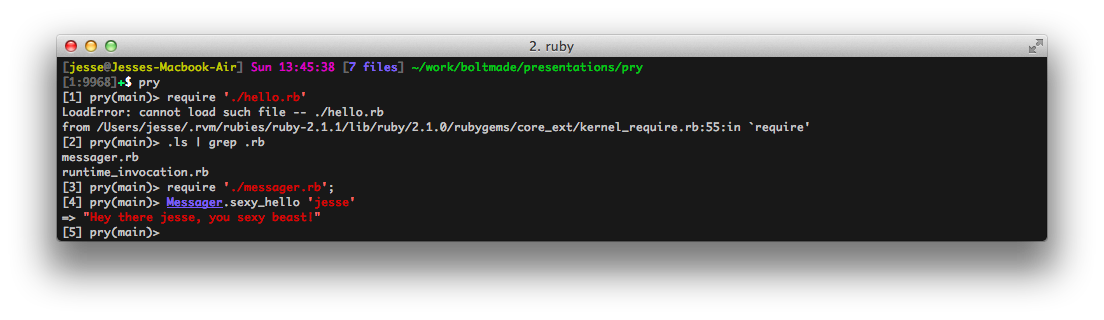 2. ruby
[jesse@Jesses-Macbook-Air] Sun 13:45:38 [7 files] ~/work/boltmade/presentations/pry
[1:9968]+$ pry
[1] pry(main)> require './hello.rb'
LoadError: cannot load such file -- ./hello.rb
from /Users/jesse/.rvm/rubies/ruby-2.1.1/lib/ruby/2.1.0/rubygems/core_ext/kernel_require.rb:55:in `require'
[2] pry(main)> .ls | grep .rb
messager.rb
runtime_invocation.rb
[3] pry(main)> require './messager.rb';
[4] pry(main)> Messager.sexy_hello 'jesse'
=> "Hey there jesse, you sexy beast!"
[5] pry(main)>